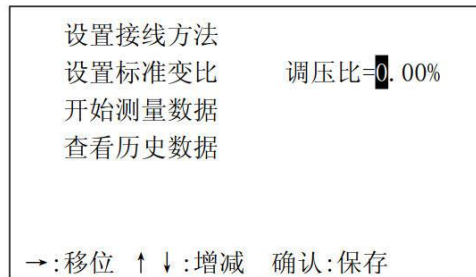 设置接线方法
设置标准变比 调压比=0.00%
开始测量数据
查看历史数据
→:移位 ↑↓:增减 确认:保存